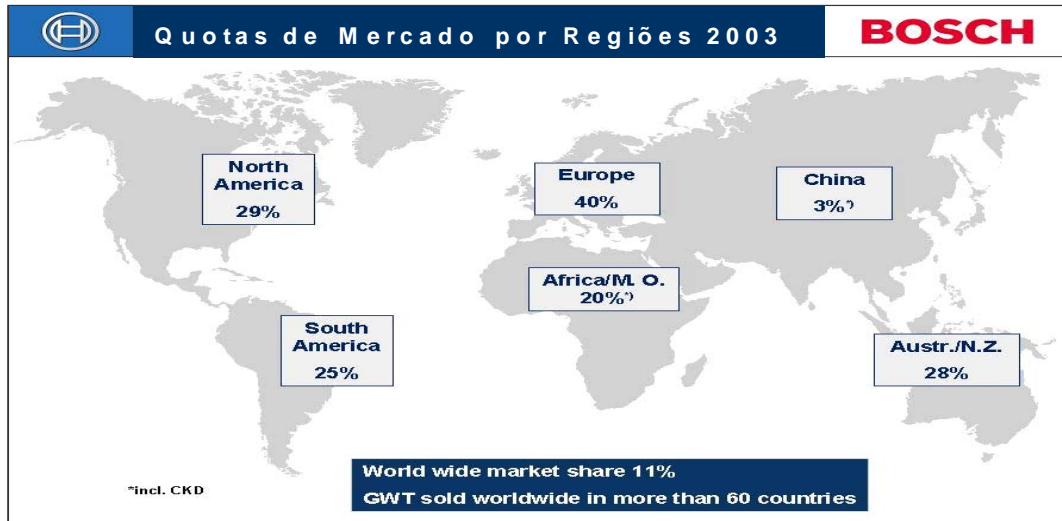 Quotas de Mercado por Regiões 2003
BOSCH
North
America
29%
Europe
40%
China
3%*)
Africa/M. O.
20%*)
South
America
25%
Austr./N.Z.
28%
World wide market share 11%
GWT sold worldwide in more than 60 countries
*incl. CKD